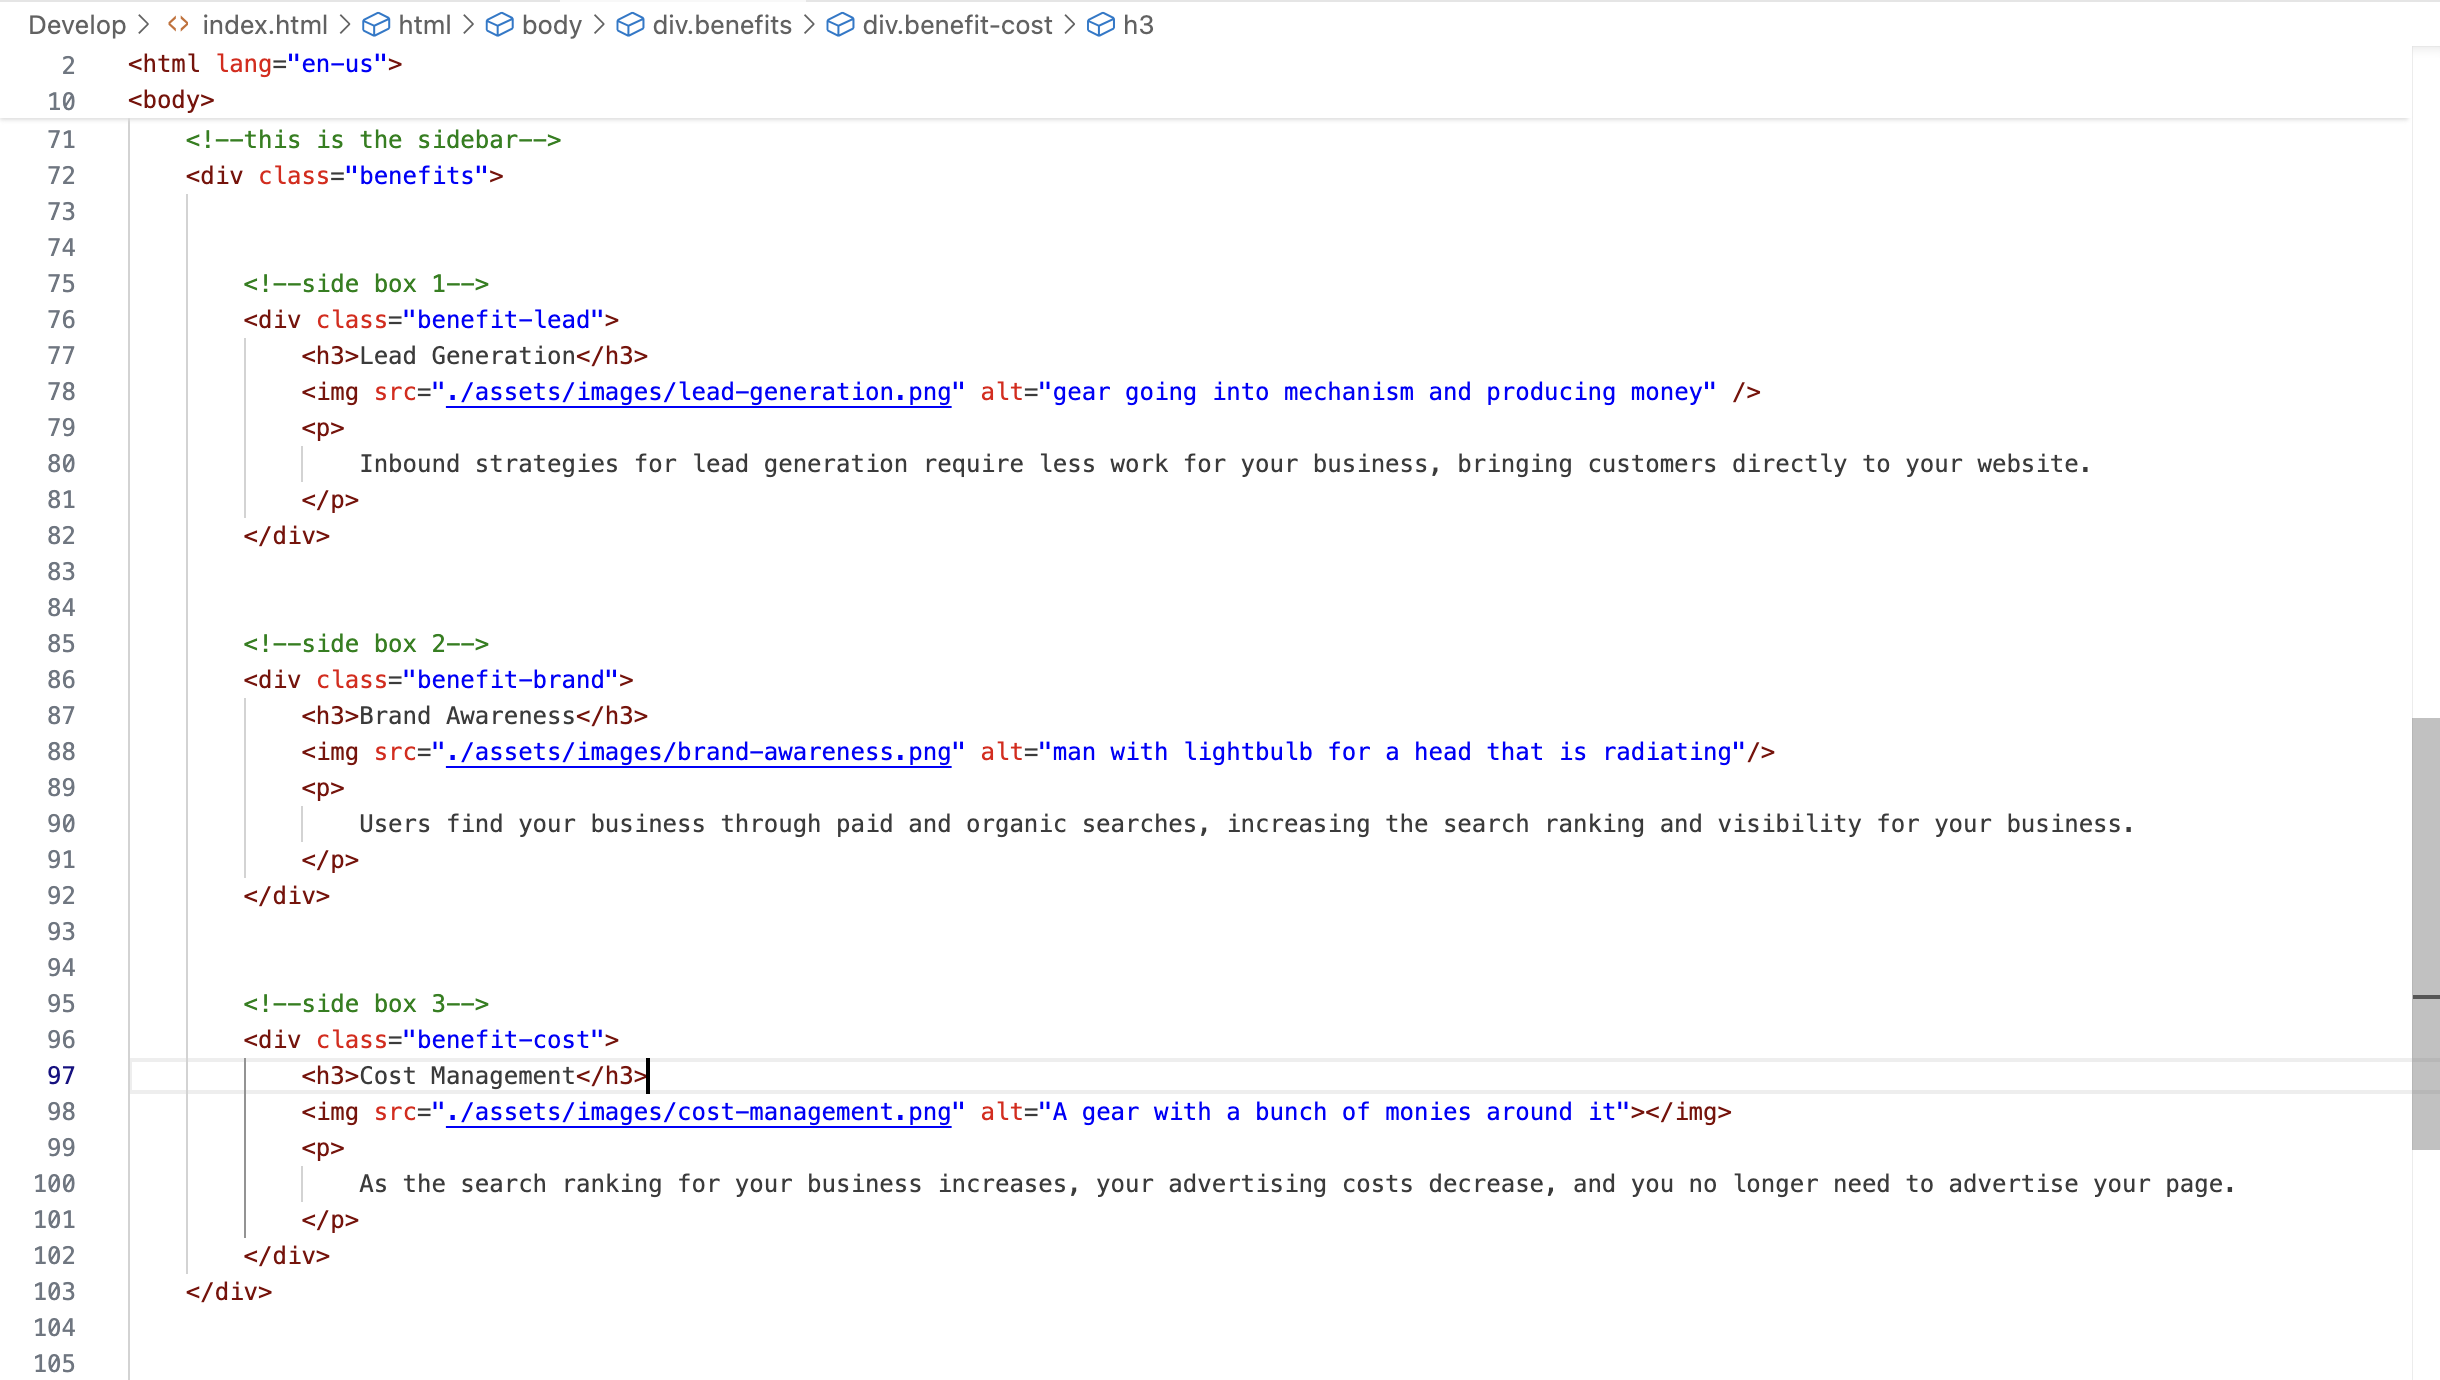 Develop > index.html > html > body > div.benefits > div.benefit-cost > h3
2 <html lang="en-us">
10 <body>
71 <!--this is the sidebar-->
72 <div class="benefits">
73
74
75 <!--side box 1-->
76 <div class="benefit-lead">
77 <h3>Lead Generation</h3>
78 <img src="./assets/images/lead-generation.png" alt="gear going into mechanism and producing money" />
79 <p>
80 Inbound strategies for lead generation require less work for your business, bringing customers directly to your website.
81 </p>
82 </div>
83
84
85 <!--side box 2-->
86 <div class="benefit-brand">
87 <h3>Brand Awareness</h3>
88 <img src="./assets/images/brand-awareness.png" alt="man with lightbulb for a head that is radiating"/>
89 <p>
90 Users find your business through paid and organic searches, increasing the search ranking and visibility for your business.
91 </p>
92 </div>
93
94
95 <!--side box 3-->
96 <div class="benefit-cost">
97 <h3>Cost Management</h3>
98 <img src="./assets/images/cost-management.png" alt="A gear with a bunch of monies around it"></img>
99 <p>
100 As the search ranking for your business increases, your advertising costs decrease, and you no longer need to advertise your page.
101 </p>
102 </div>
103 </div>
104
105